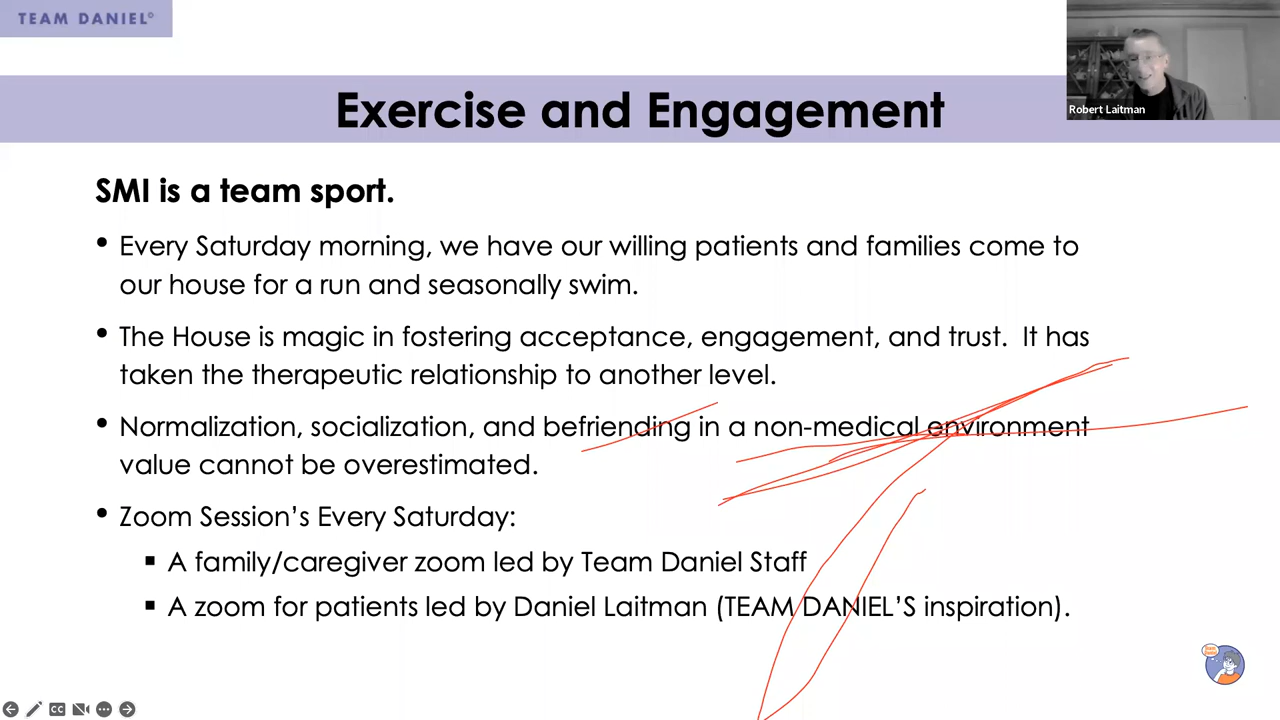 TEAM DANIEL©
Robert Laitman
Exercise and Engagement
SMI is a team sport.
• Every Saturday morning, we have our willing patients and families come to
our house for a run and seasonally swim.
• The House is magic in fostering acceptance, engagement, and trust.  It has
taken the therapeutic relationship to another level.
• Normalization, socialization, and befriending in a non-medical environment
value cannot be overestimated.
• Zoom Session’s Every Saturday:
▪ A family/caregiver zoom led by Team Daniel Staff
▪ A zoom for patients led by Daniel Laitman (TEAM DANIEL’S inspiration).
CC